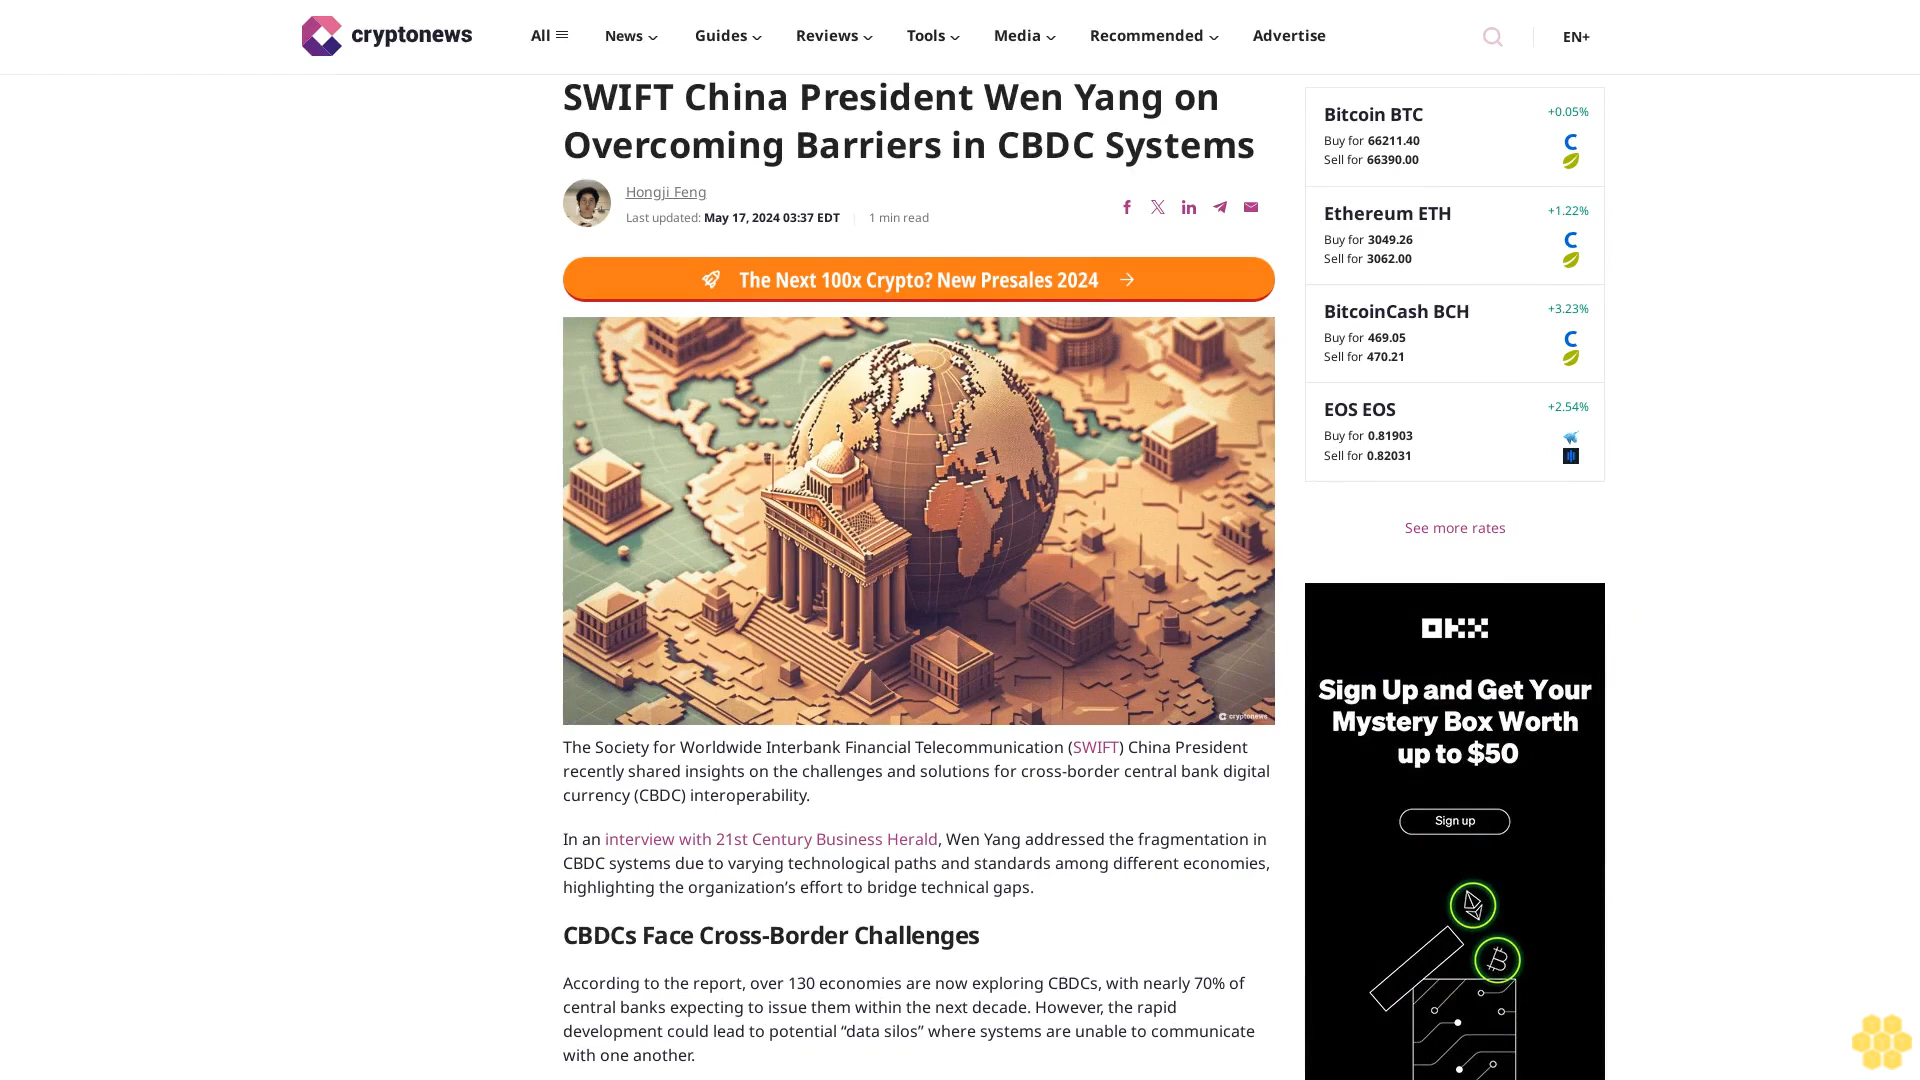 cryptonews
All
News
Guides
Reviews
Tools
Media
Recommended
Advertise
EN+
SWIFT China President Wen Yang on
Overcoming Barriers in CBDC Systems
Hongji Feng
Last updated: May 17, 2024 03:37 EDT
1 min read
The Next 100x Crypto? New Presales 2024
cryptonews
The Society for Worldwide Interbank Financial Telecommunication (SWIFT) China President
recently shared insights on the challenges and solutions for cross-border central bank digital
currency (CBDC) interoperability.
In an interview with 21st Century Business Herald, Wen Yang addressed the fragmentation in
CBDC systems due to varying technological paths and standards among different economies,
highlighting the organization’s effort to bridge technical gaps.
CBDCs Face Cross-Border Challenges
According to the report, over 130 economies are now exploring CBDCs, with nearly 70% of
central banks expecting to issue them within the next decade. However, the rapid
development could lead to potential “data silos” where systems are unable to communicate
with one another.
Bitcoin BTC
+0.05%
Buy for 66211.40
Sell for 66390.00
Ethereum ETH
+1.22%
Buy for 3049.26
Sell for 3062.00
BitcoinCash BCH
+3.23%
Buy for 469.05
Sell for 470.21
EOS EOS
+2.54%
Buy for 0.81903
Sell for 0.82031
See more rates
OKX
Sign Up and Get Your
Mystery Box Worth
up to $50
Sign up